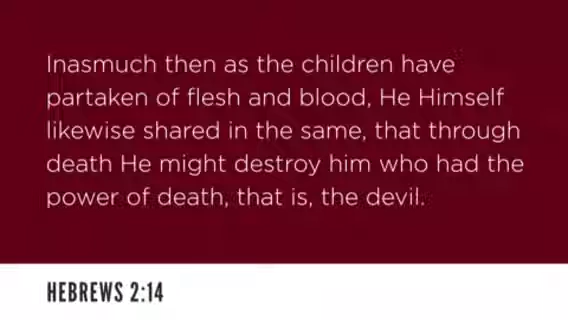 Inasmuch then as the children have
partaken of flesh and blood, He Himself
likewise shared in the same, that through
death He might destroy him who had the
power of death, that is, the devil.
HEBREWS 2:14